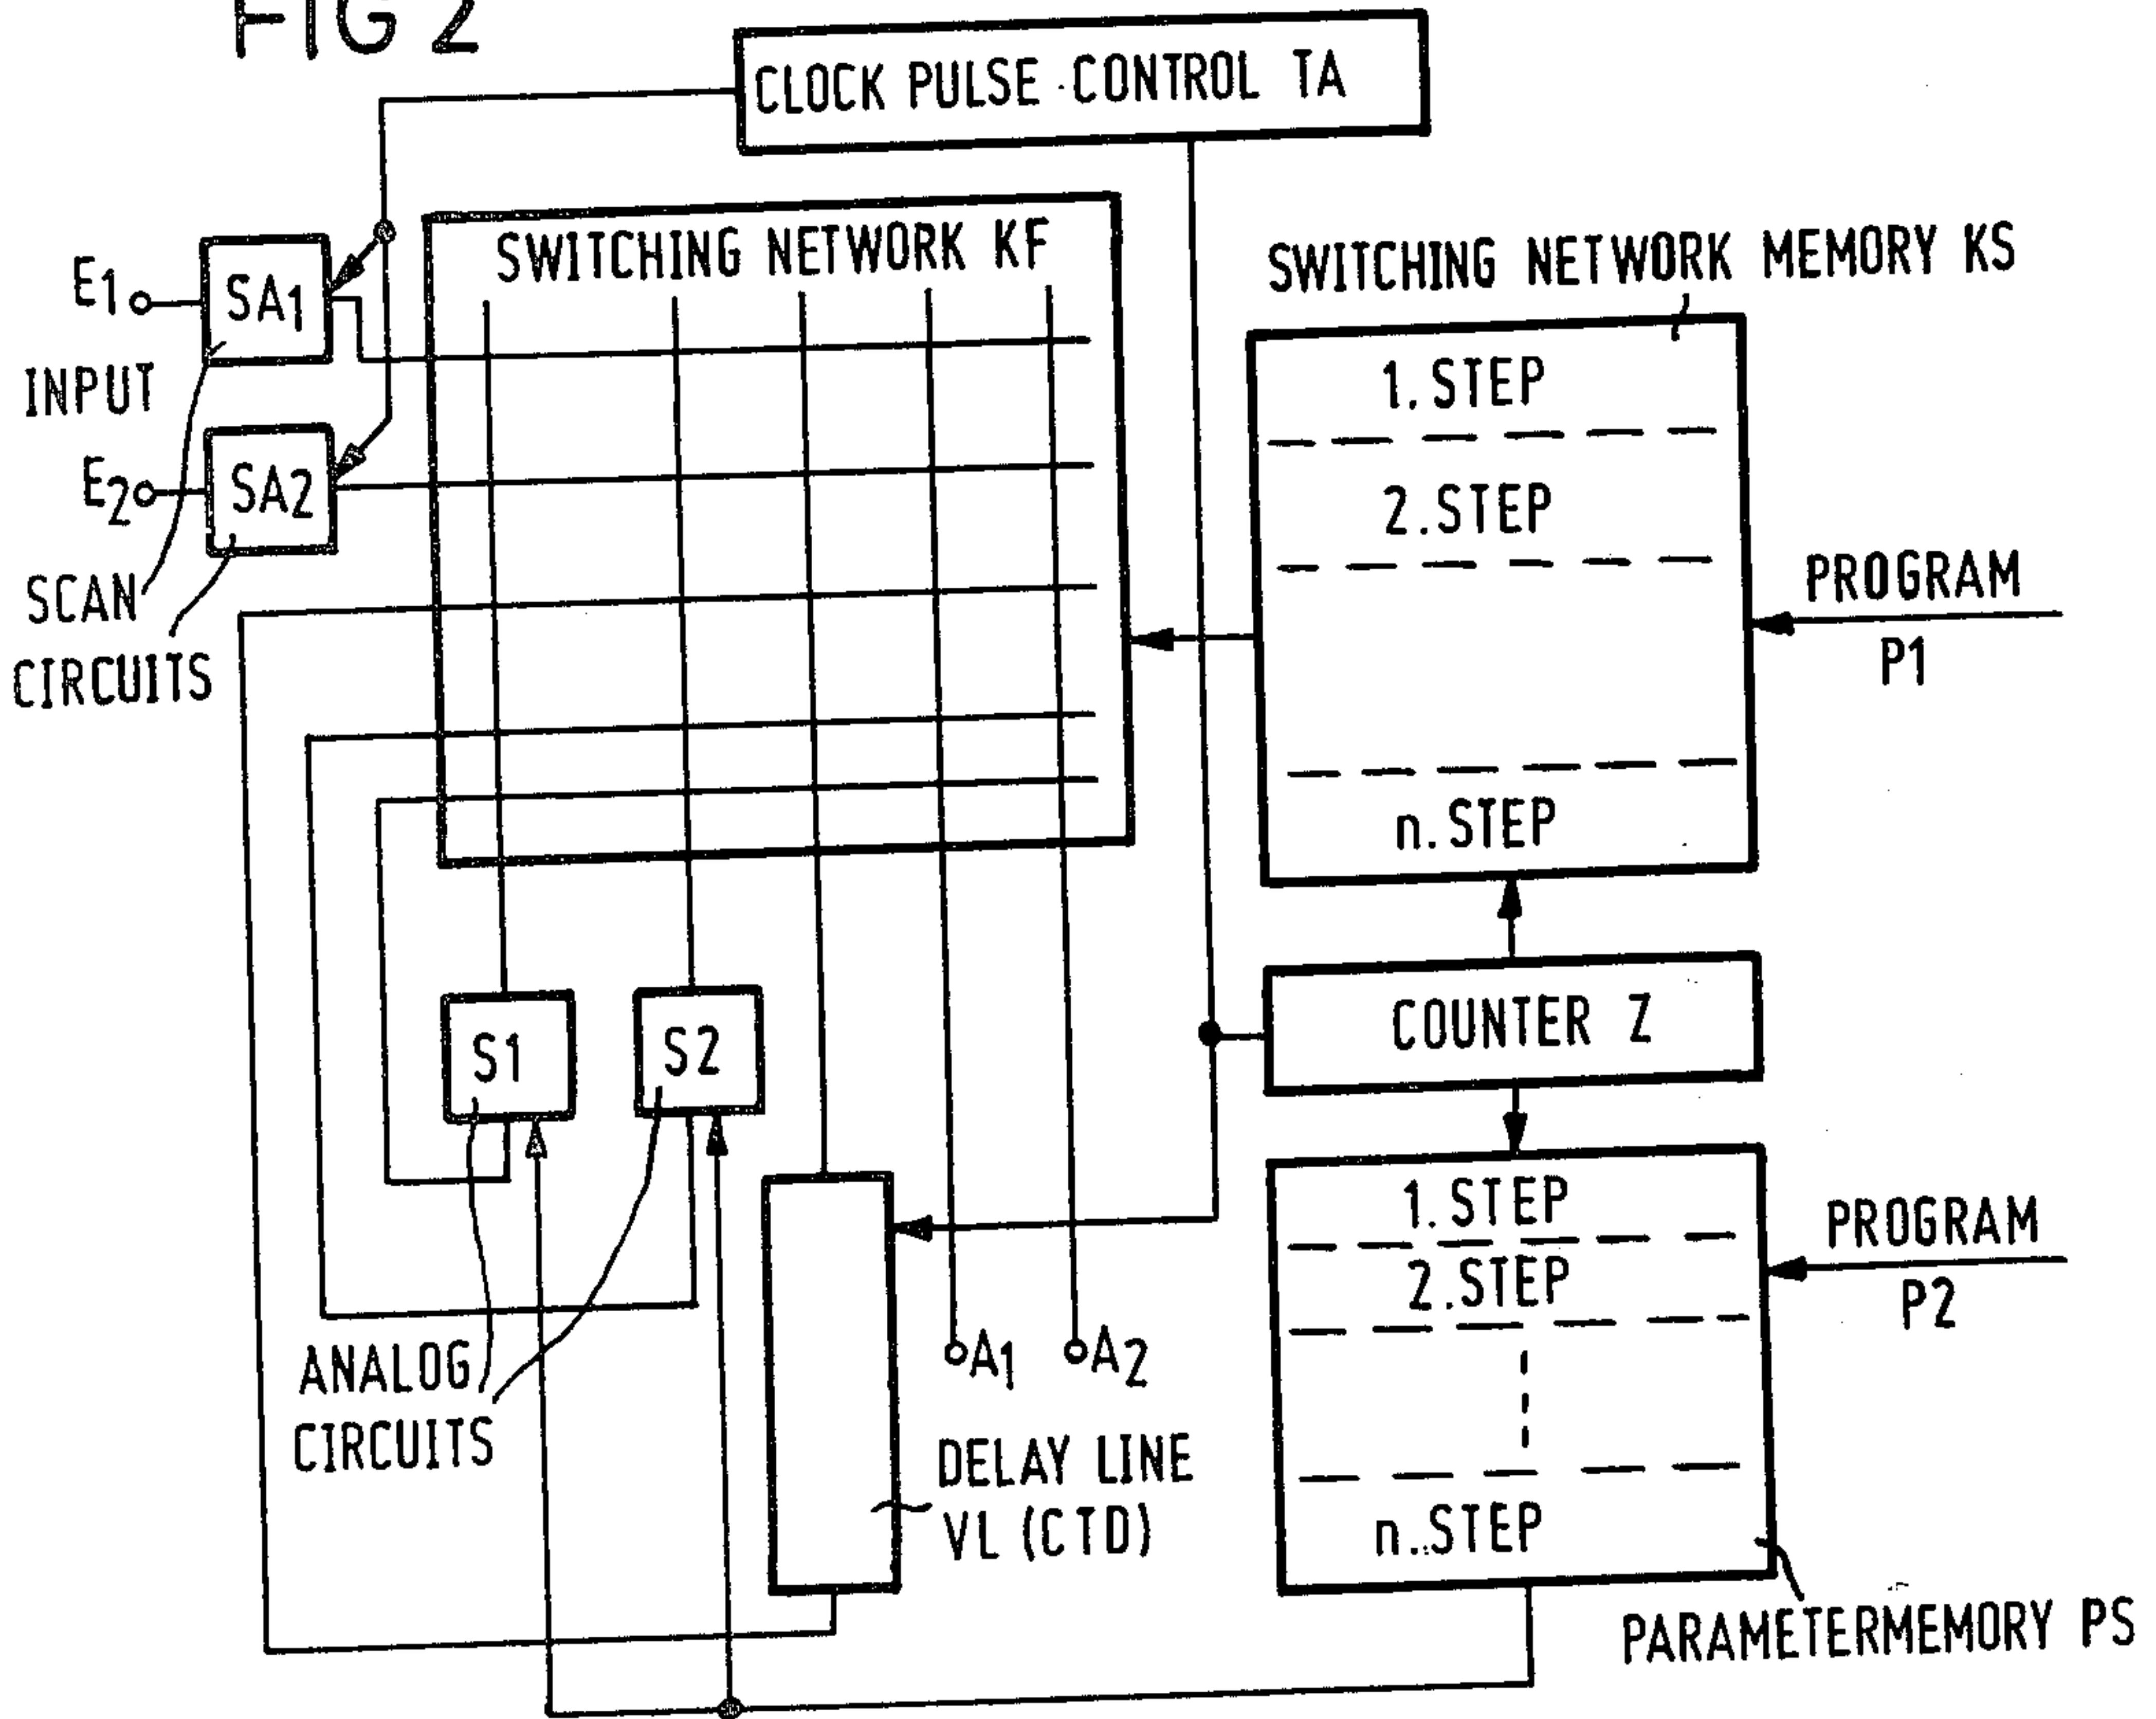 FIG 2
CLOCK PULSE CONTROL TA
SWITCHING NETWORK KF
SWITCHING NETWORK MEMORY KS
E1
SA1
INPUT
E2
SA2
SCAN
CIRCUITS
1. STEP
2. STEP
n. STEP
PROGRAM
P1
COUNTER Z
S1
S2
1. STEP
2. STEP
n. STEP
PROGRAM
P2
A1
A2
ANALOG
CIRCUITS
DELAY LINE
VL (CTD)
PARAMETERMEMORY PS